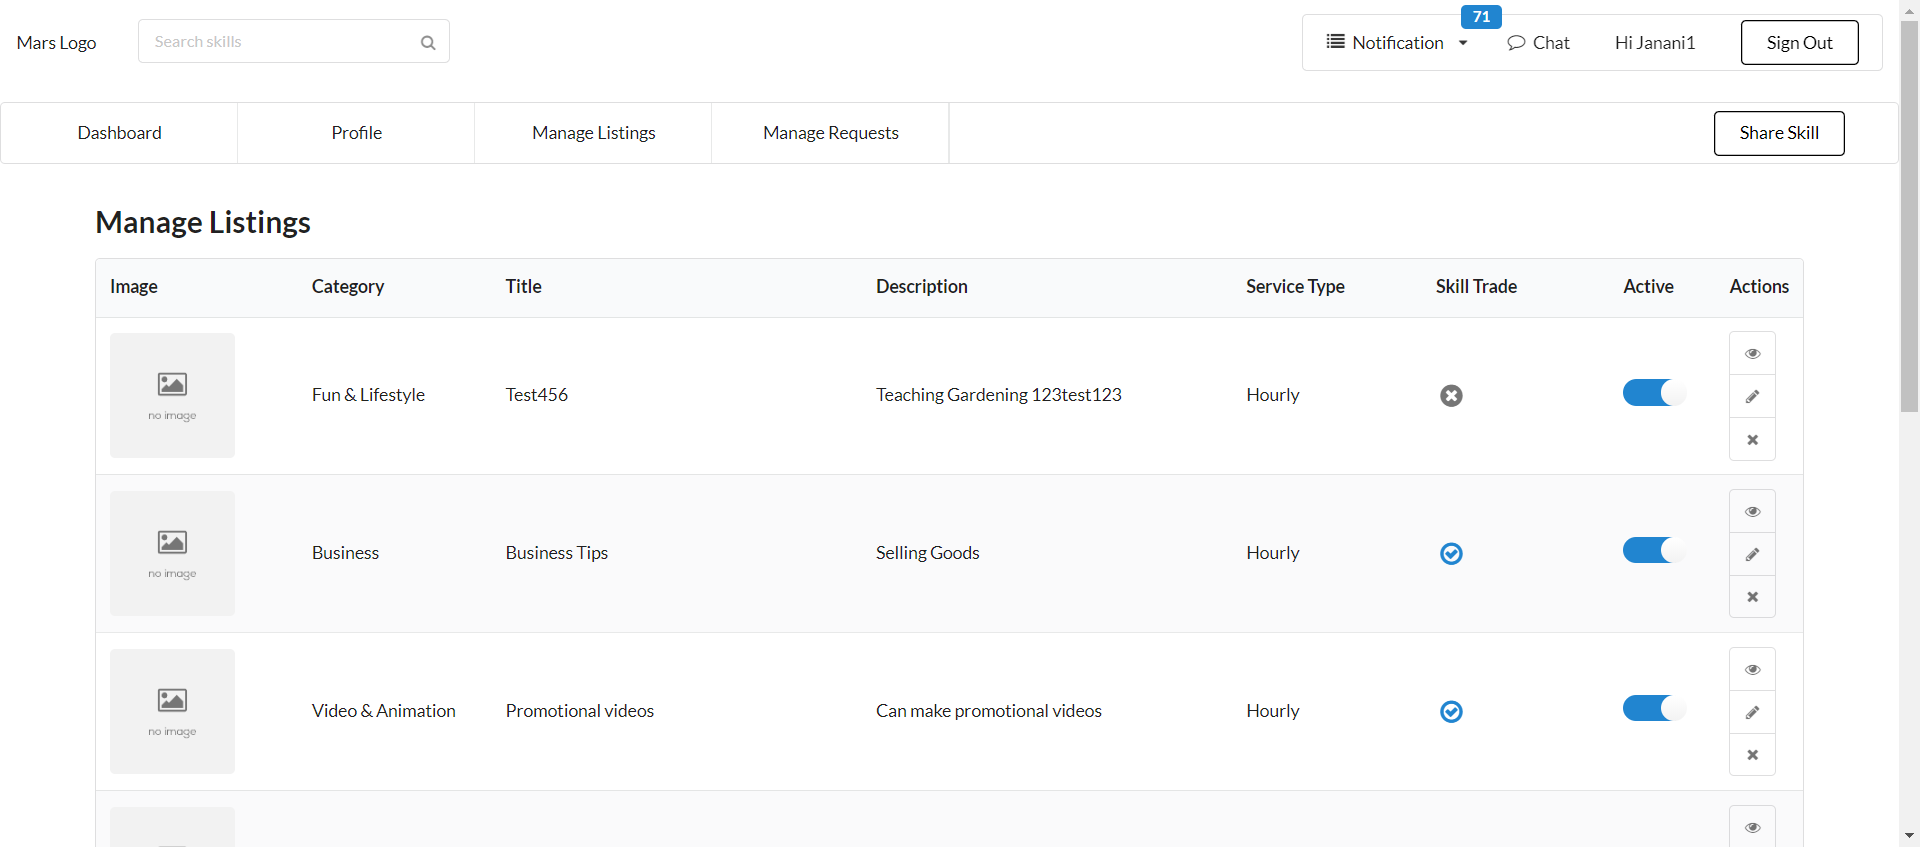 71
Mars Logo
Search skills
Notification
Chat
Hi Janani1
Sign Out
Dashboard
Profile
Manage Listings
Manage Requests
Share Skill
Manage Listings
Image Category Title Description Service Type Skill Trade Active Actions
no image
Fun & Lifestyle Test456 Teaching Gardening 123test123 Hourly
no image
Business Business Tips Selling Goods Hourly
no image
Video & Animation Promotional videos Can make promotional videos Hourly